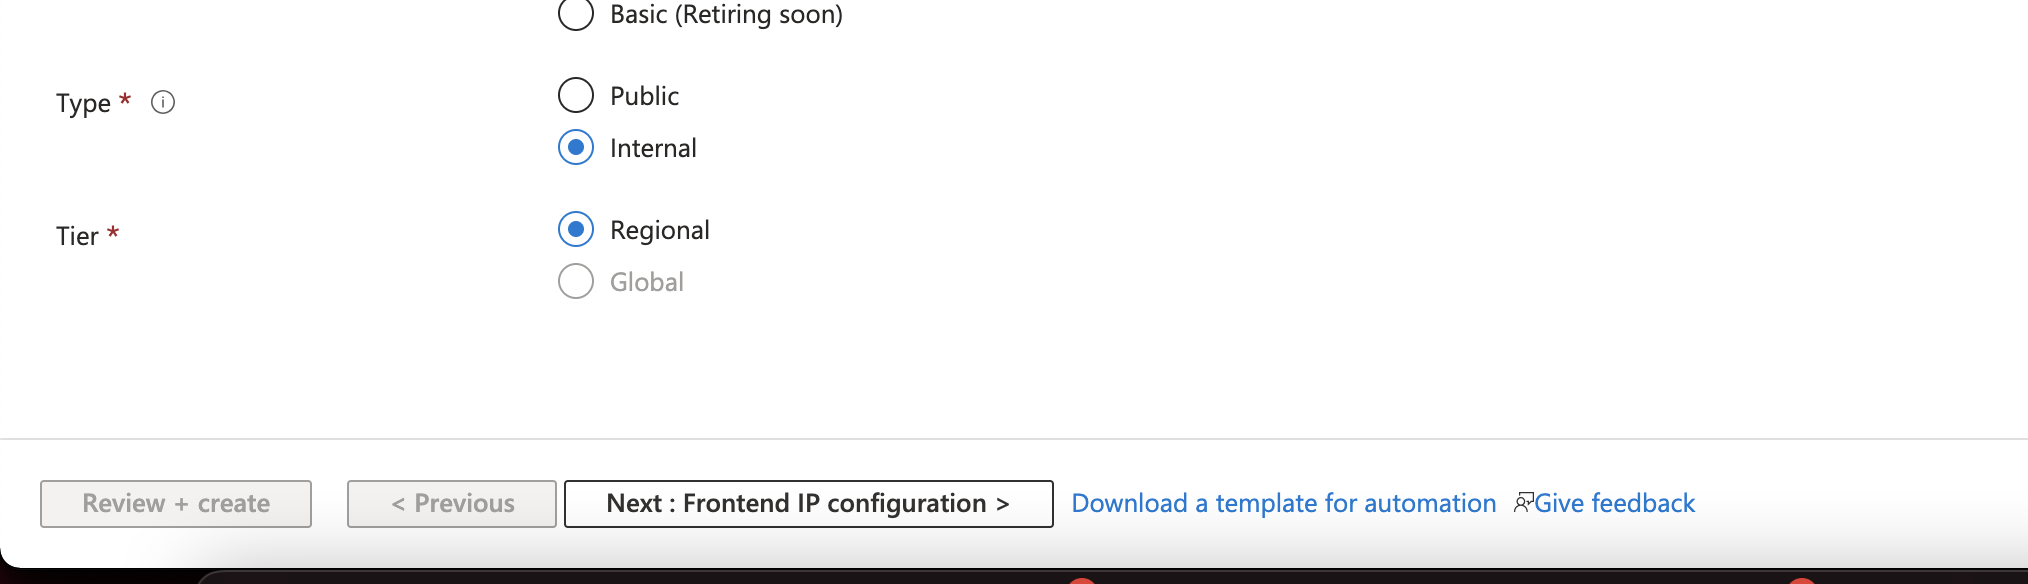 Basic (Retiring soon)
Type *
Public
Internal
Tier *
Regional
Global
Review + create
< Previous
Next : Frontend IP configuration >
Download a template for automation
Give feedback